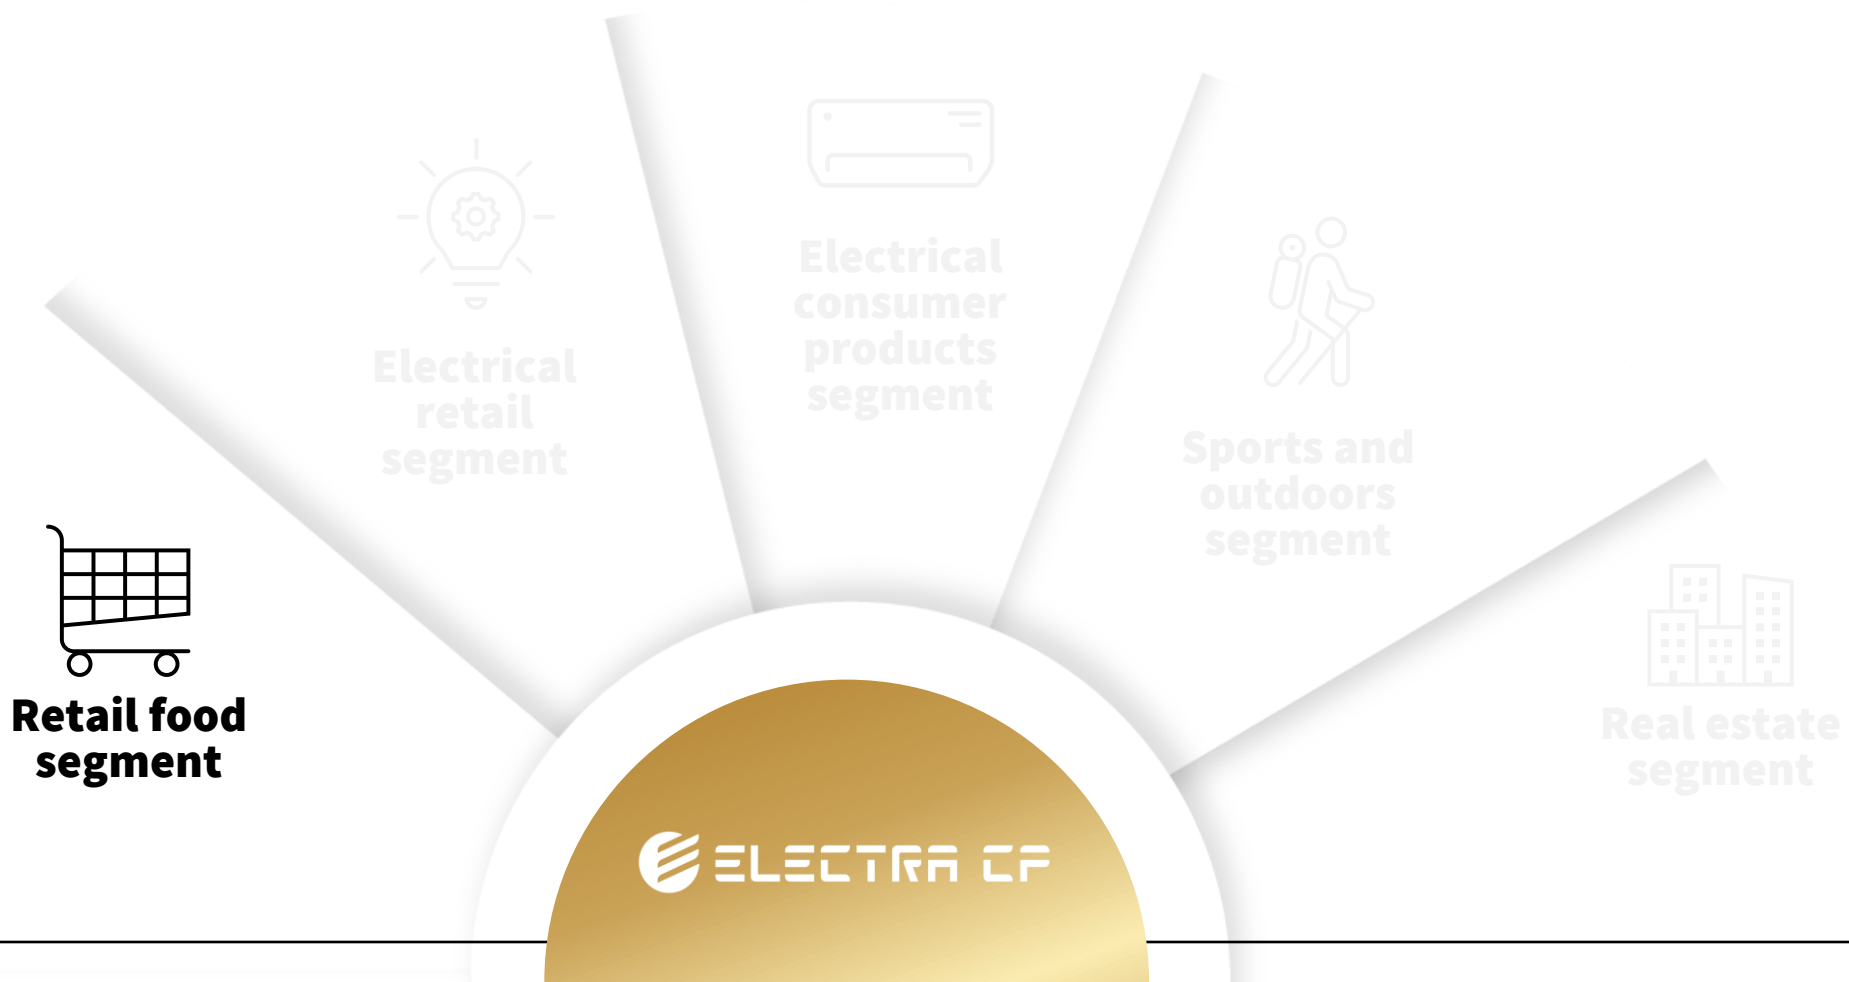 Electrical
consumer
products
segment
Electrical
retail
segment
Sports and
outdoors
segment
Retail food
segment
Real estate
segment
ELECTRA CP